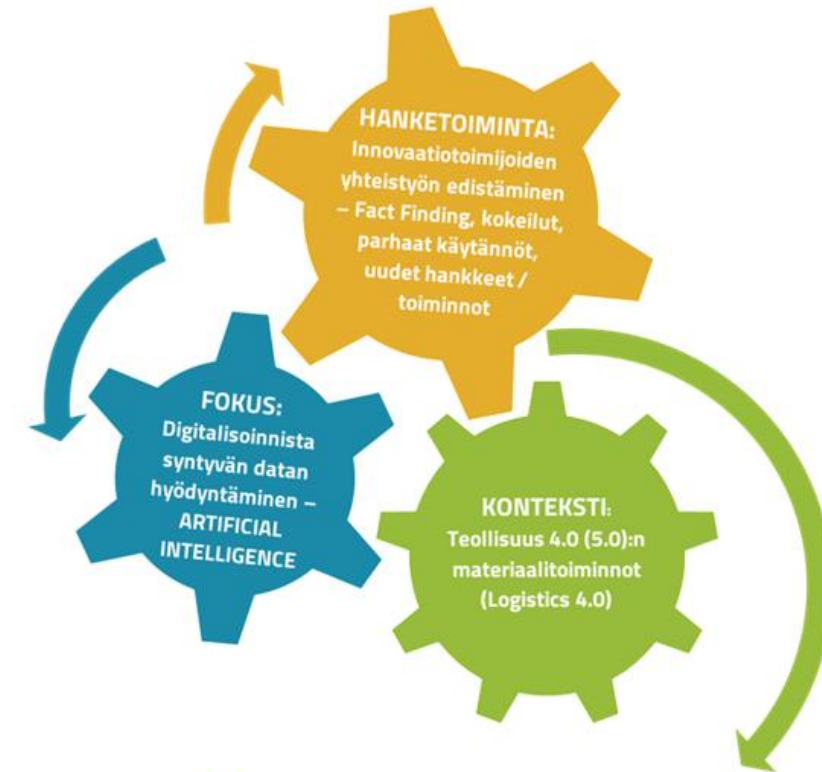 HANKETOIMINTA:
Innovaatiotoimijoiden
yhteistyön edistäminen
– Fact Finding, kokeilut,
parhaat käytännöt,
uudet hankkeet /
toiminnot
FOKUS:
Digitalisoinnista
syntyvän datan
hyödyntäminen –
ARTIFICIAL
INTELLIGENCE
KONTEKSTI:
Teollisuus 4.0 (5.0):n
materiaalitoiminnot
(Logistics 4.0)